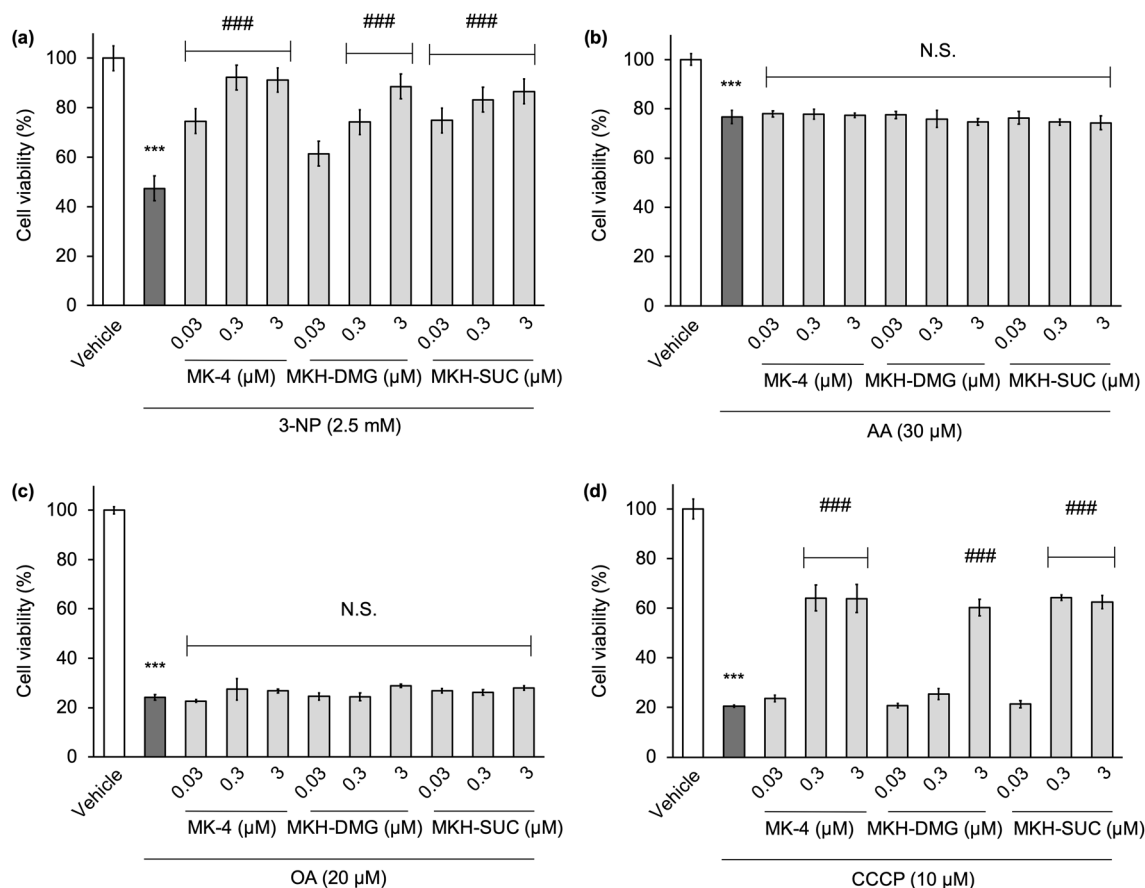 (a)
### ### ###
Cell viability (%)
100
80
60
40
20
0
***
Vehicle 0.03 0.3 3 0.03 0.3 3 0.03 0.3 3
MK-4 (µM) MKH-DMG (µM) MKH-SUC (µM)
3-NP (2.5 mM)
(b)
N.S.
Cell viability (%)
100
80
60
40
20
0
***
Vehicle 0.03 0.3 3 0.03 0.3 3 0.03 0.3 3
MK-4 (µM) MKH-DMG (µM) MKH-SUC (µM)
AA (30 µM)
(c)
Cell viability (%)
100
80
60
40
20
0
N.S.
***
Vehicle 0.03 0.3 3 0.03 0.3 3 0.03 0.3 3
MK-4 (µM) MKH-DMG (µM) MKH-SUC (µM)
OA (20 µM)
(d)
### ### ###
Cell viability (%)
100
80
60
40
20
0
***
Vehicle 0.03 0.3 3 0.03 0.3 3 0.03 0.3 3
MK-4 (µM) MKH-DMG (µM) MKH-SUC (µM)
CCCP (10 µM)